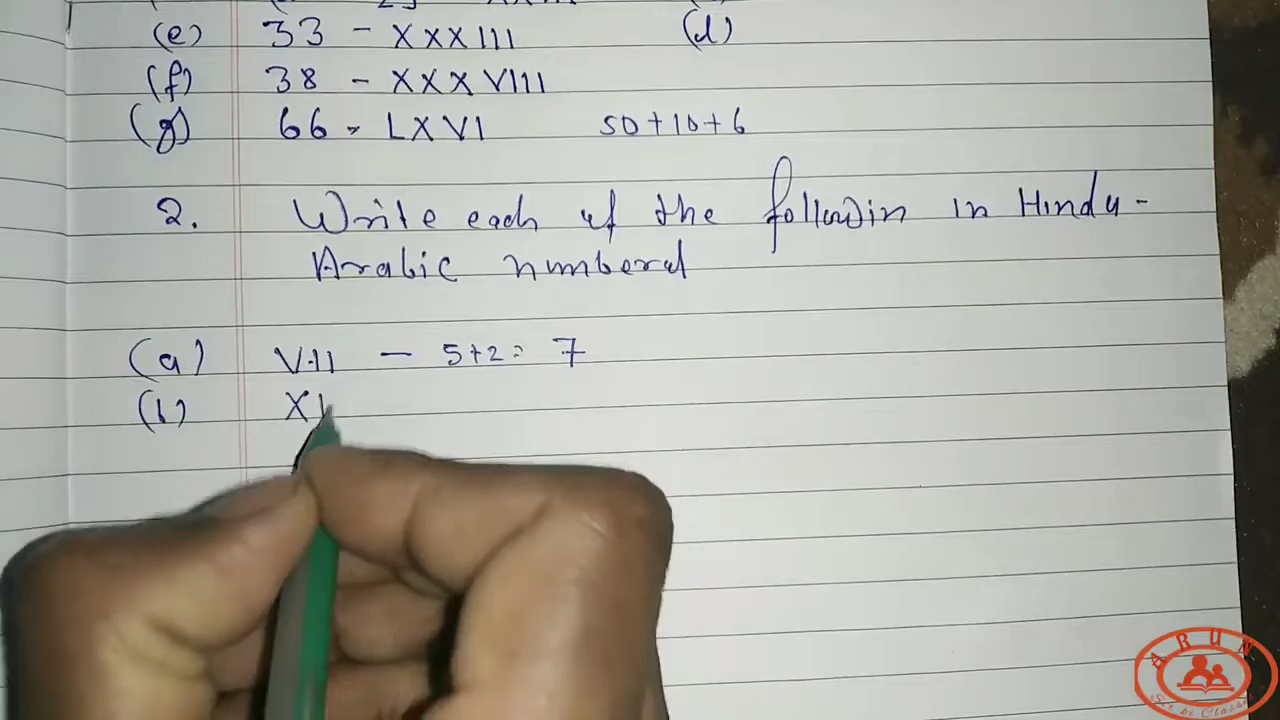 (e) 33 - XXXIII (d)
(f) 38 - XXXVIII
(g) 66 - LXVI 50+10+6
2. Write each of the followin in Hindu-
Arabic numberal
(a) VII - 5+2= 7
(b) XI
ARUN